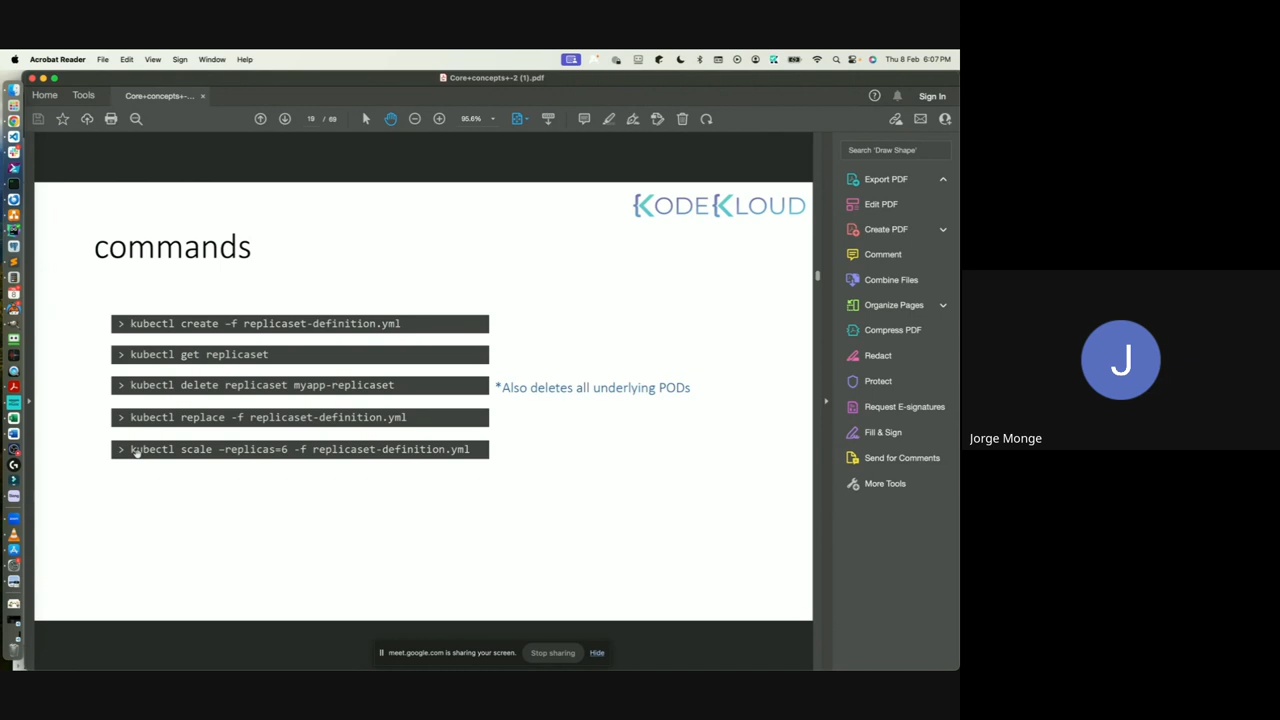 Acrobat Reader File Edit View Sign Window Help
Thu 8 Feb 6:07PM
Core+concepts+-2 (1).pdf
Home Tools Core+concepts+-... × Sign In
19 / 69 95.6%
Search 'Draw Shape'
Export PDF
Edit PDF
Create PDF
Comment
Combine Files
Organize Pages
Compress PDF
Redact
Protect
Request E-signatures
Fill & Sign
Send for Comments
More Tools
{KODE{KLOUD
commands
> kubectl create –f replicaset-definition.yml
> kubectl get replicaset
> kubectl delete replicaset myapp-replicaset
*Also deletes all underlying PODs
> kubectl replace -f replicaset-definition.yml
> kubectl scale –replicas=6 -f replicaset-definition.yml
meet.google.com is sharing your screen. Stop sharing Hide
J
Jorge Monge